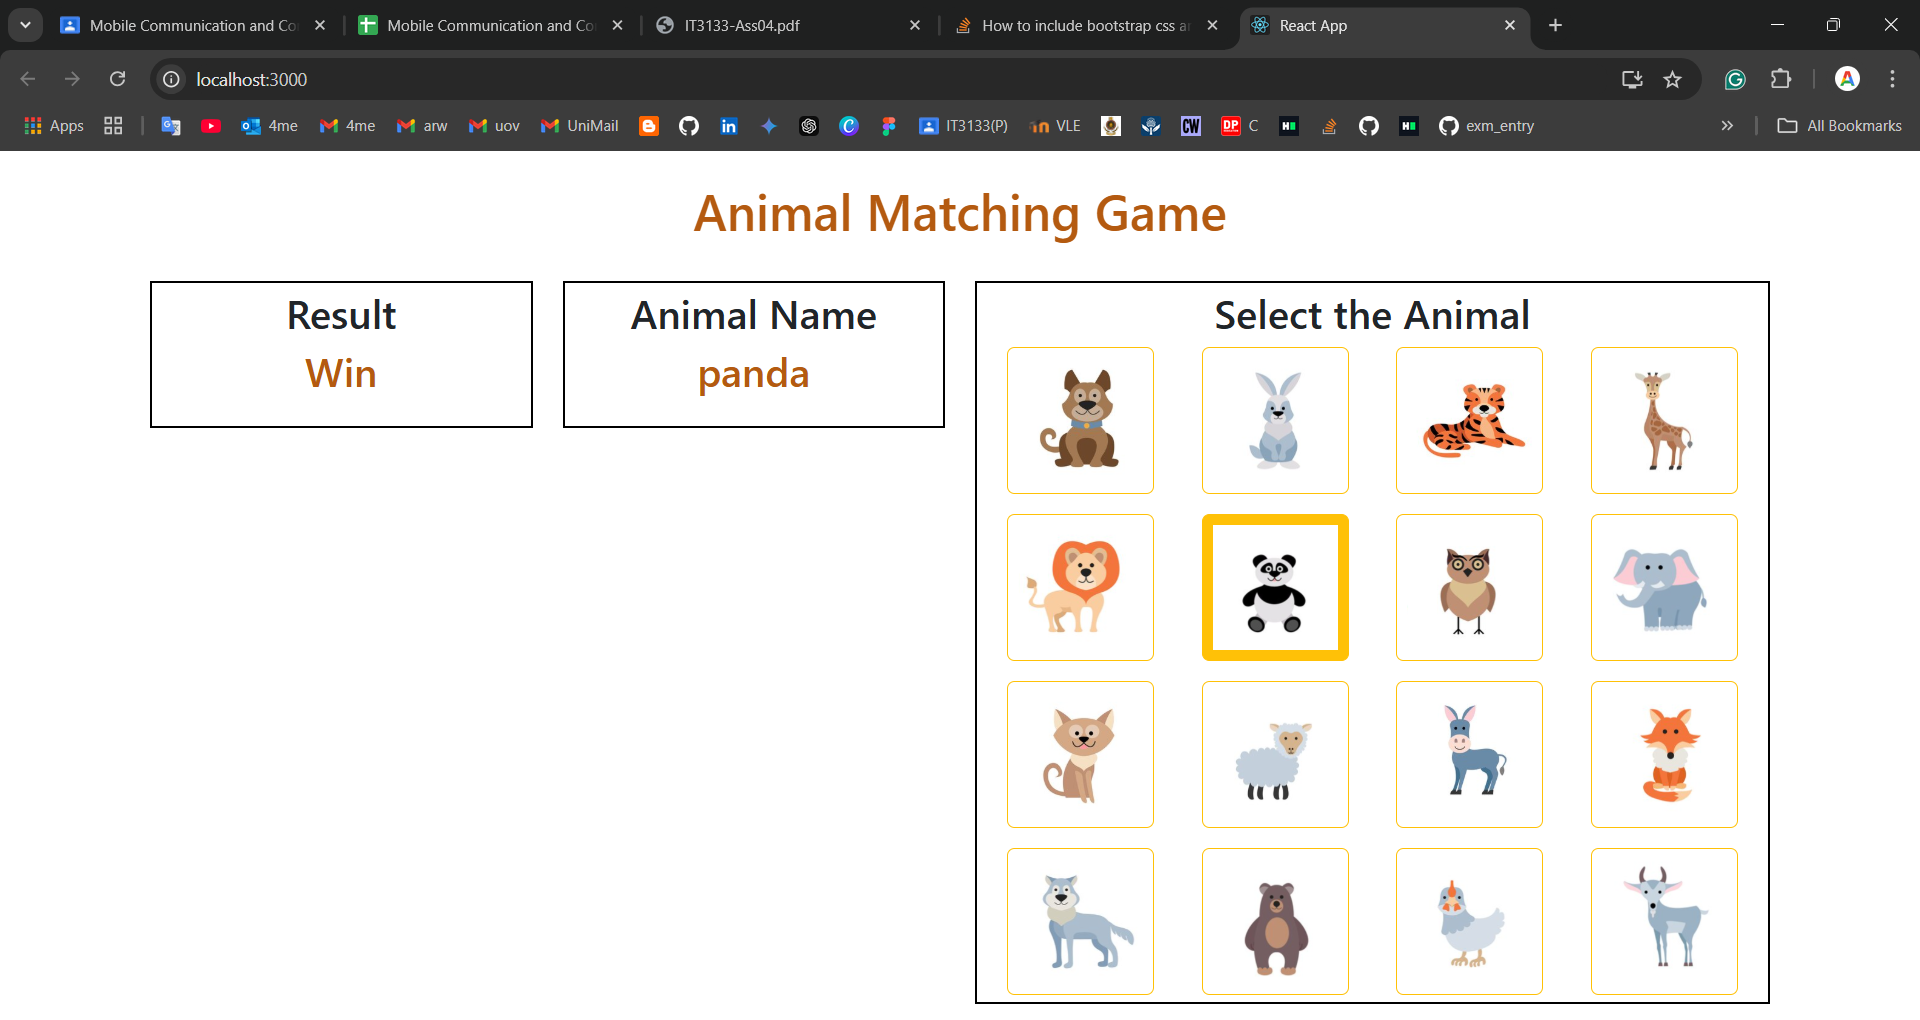 Mobile Communication and Co
Mobile Communication and Co
IT3133-Ass04.pdf
How to include bootstrap css a
React App
localhost:3000
A
Apps
4me
4me
arw
uov
UniMail
IT3133(P)
VLE
CW
DP
C
exm_entry
All Bookmarks
Animal Matching Game
Result
Win
Animal Name
panda
Select the Animal